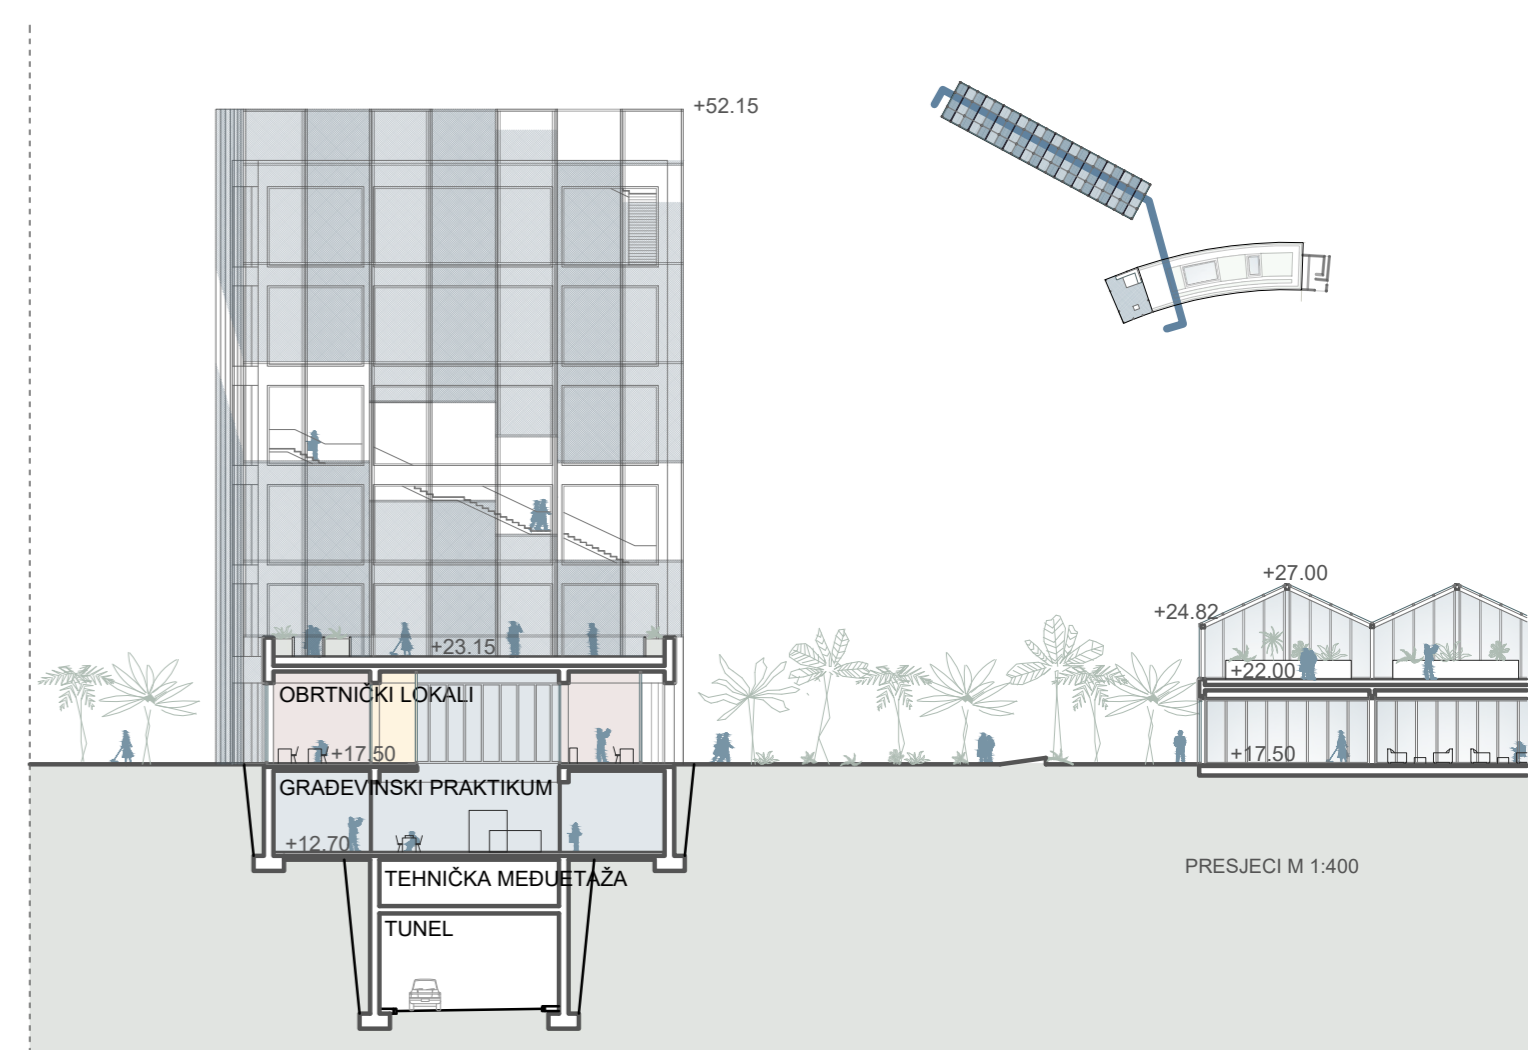 +52.15
+27.00
+24.82
+23.15
+22.00
OBRTNIČKI LOKALI
+17.50
+17.50
GRAĐEVINSKI PRAKTIKUM
+12.70
PRESJECI M 1:400
TEHNIČKA MEĐUETAŽA
TUNEL